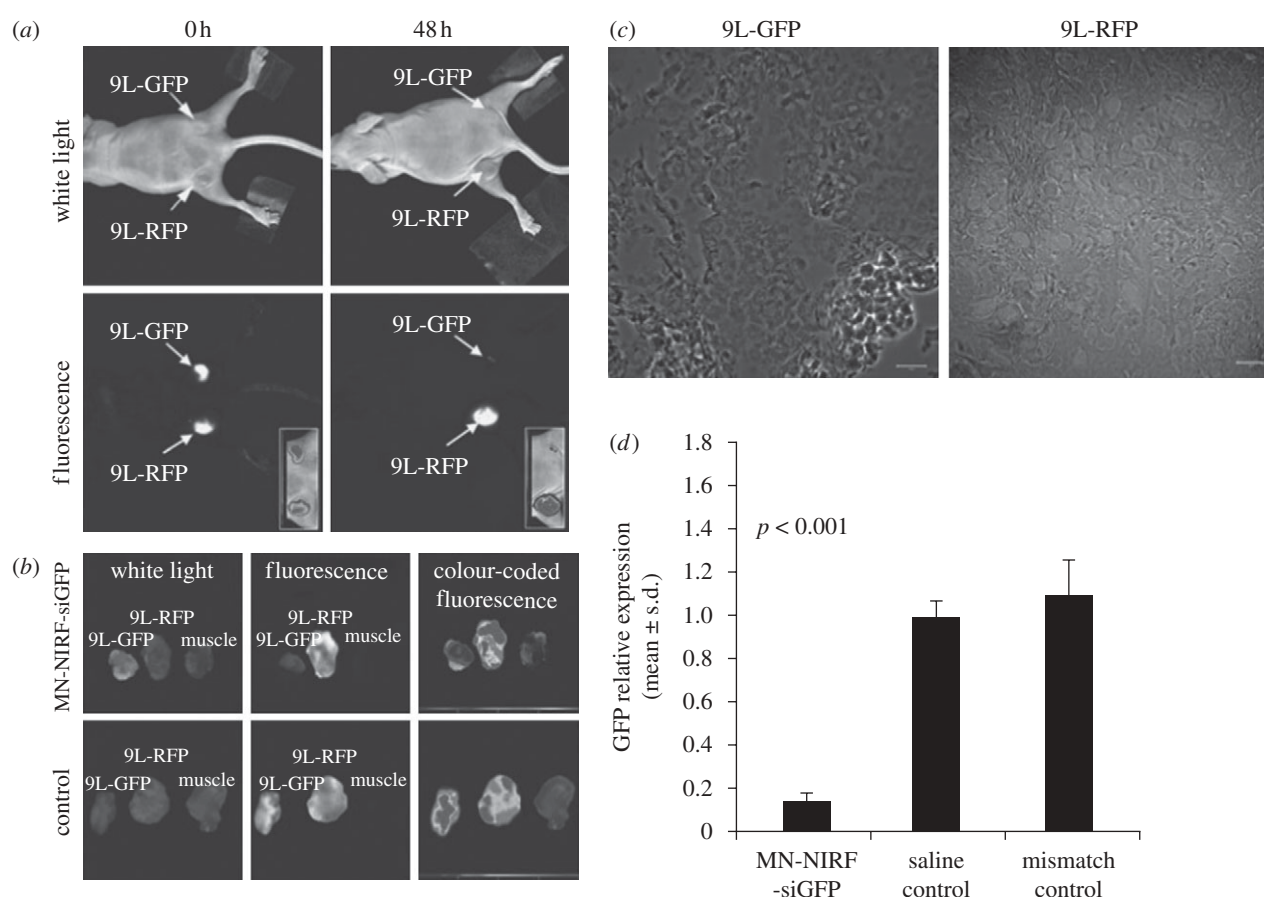 (a)
0 h
48 h
white light
9L-GFP
9L-RFP
9L-GFP
9L-RFP
fluorescence
9L-GFP
9L-RFP
9L-GFP
9L-RFP
(b)
MN-NIRF-siGFP
white light
9L-RFP
9L-GFP
muscle
fluorescence
9L-RFP
9L-GFP
muscle
colour-coded
fluorescence
control
9L-RFP
9L-GFP
muscle
9L-RFP
9L-GFP
muscle
(c)
9L-GFP
9L-RFP
(d)
GFP relative expression
(mean ± s.d.)
1.8
1.6
1.4
1.2
1.0
0.8
0.6
0.4
0.2
0
p < 0.001
MN-NIRF
-siGFP
saline
control
mismatch
control